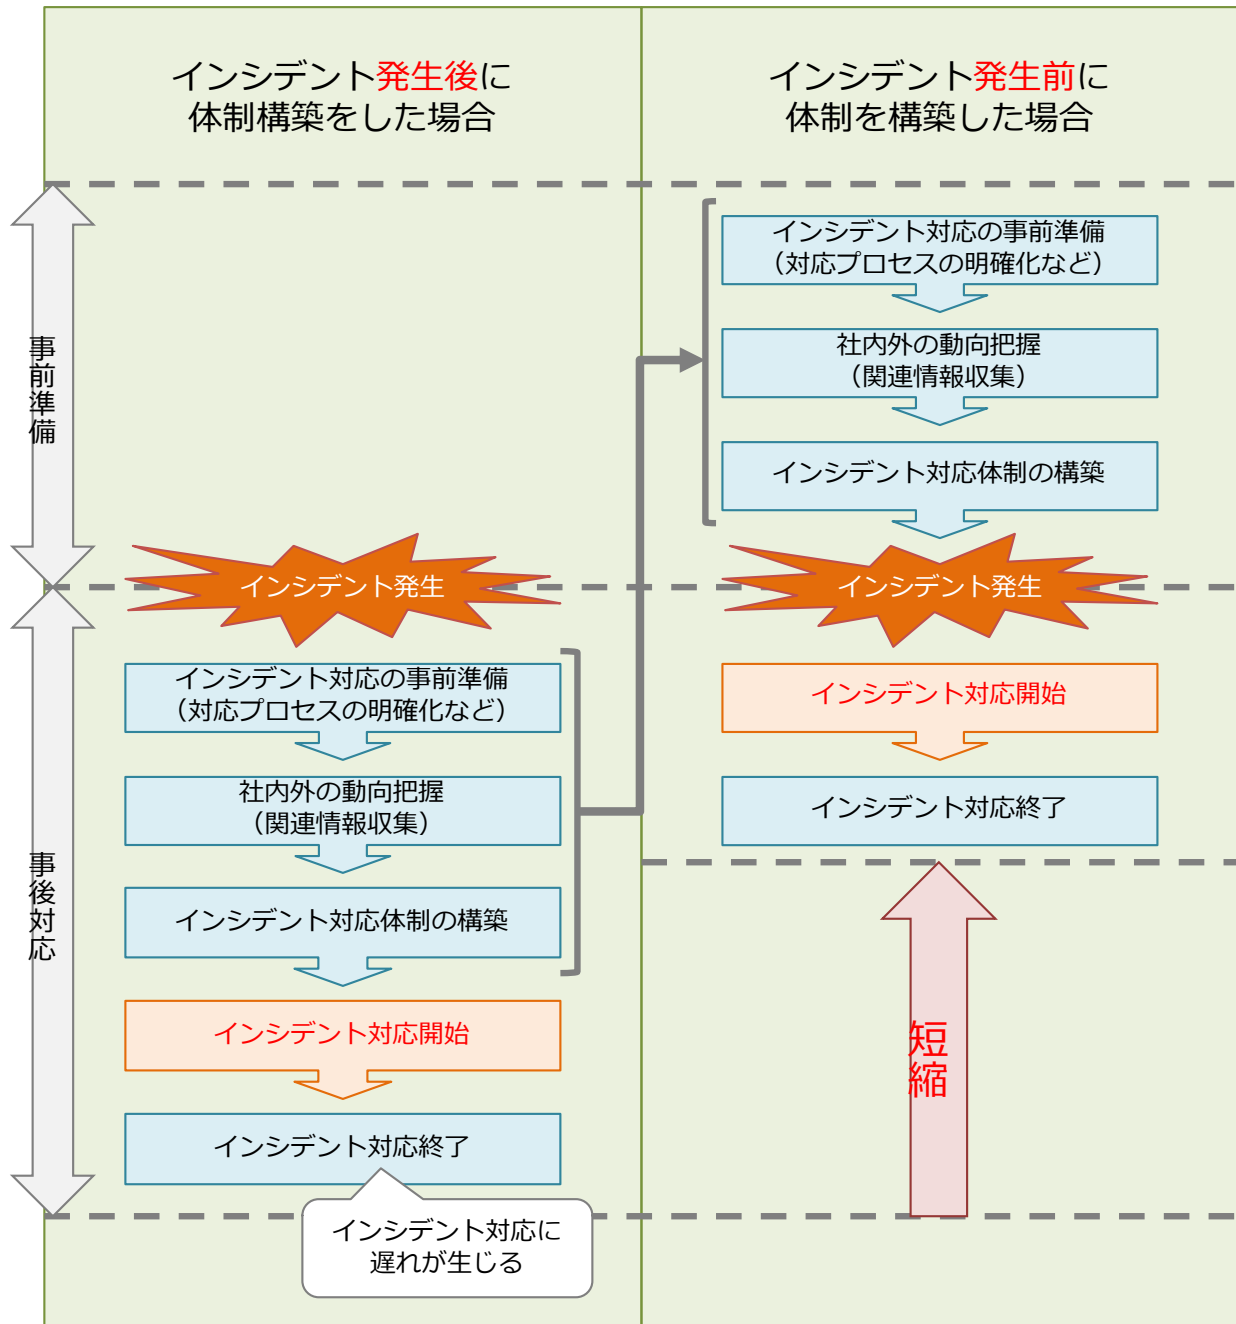 インシデント発生後に
体制構築をした場合
インシデント発生前に
体制を構築した場合
事前準備
インシデント対応の事前準備
（対応プロセスの明確化など）
社内外の動向把握
（関連情報収集）
インシデント対応体制の構築
インシデント発生
インシデント発生
事後対応
インシデント対応の事前準備
（対応プロセスの明確化など）
社内外の動向把握
（関連情報収集）
インシデント対応体制の構築
インシデント対応開始
インシデント対応終了
インシデント対応に
遅れが生じる
インシデント対応開始
インシデント対応終了
短縮